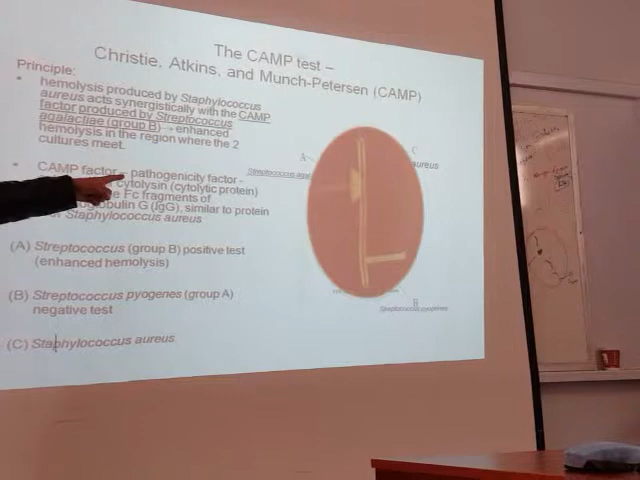 The CAMP test –
Christie, Atkins, and Munch-Petersen (CAMP)
Principle:
• hemolysis produced by Staphylococcus
aureus acts synergistically with the CAMP
factor produced by Streptococcus
agalactiae (group B) → enhanced
hemolysis in the region where the 2
cultures meet.
• CAMP factor – pathogenicity factor -
cytolysin (cytolytic protein)
Fc fragments of
(IgG), similar to protein
Staphylococcus aureus
(A) Streptococcus (group B) positive test
(enhanced hemolysis)
(B) Streptococcus pyogenes (group A)
negative test
(C) Staphylococcus aureus
A
C
aureus
B
Streptococcus pyogenes